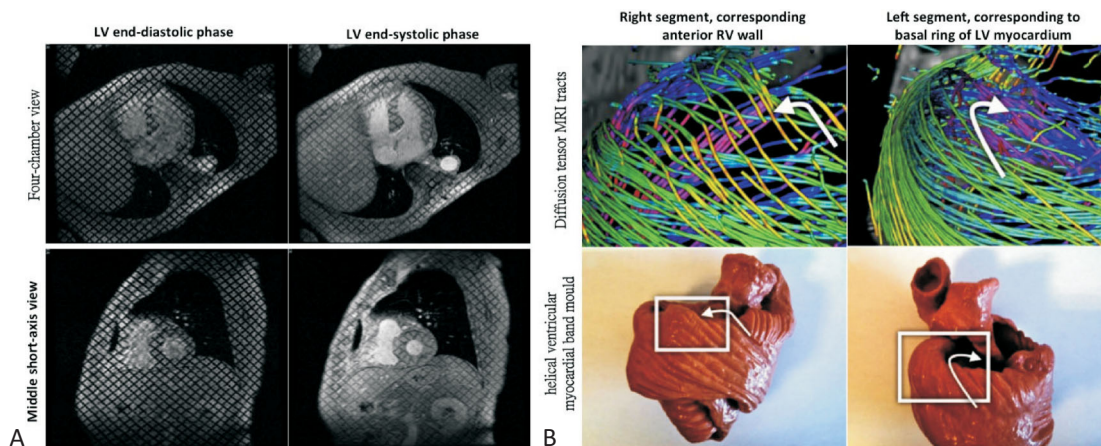 LV end-diastolic phase
LV end-systolic phase
Four-chamber view
Middle short-axis view
A
Right segment, corresponding
anterior RV wall
Left segment, corresponding to
basal ring of LV myocardium
Diffusion tensor MRI tracts
helical ventricular
myocardial band mould
B